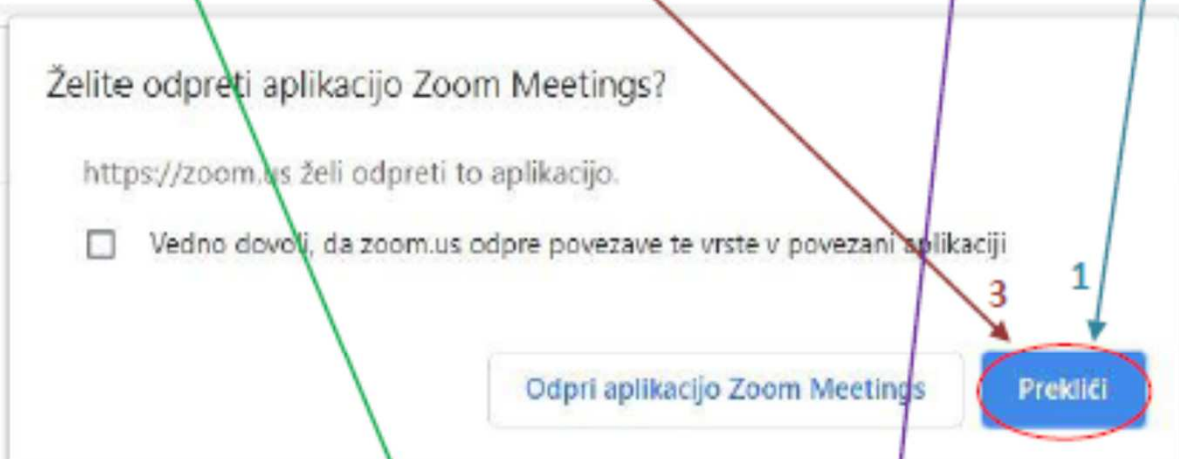 Želite odpreti aplikacijo Zoom Meetings?
https://zoom.us želi odpreti to aplikacijo.
Vedno dovoli, da zoom.us odpre povezave te vrste v povezani aplikaciji
3
1
Odpri aplikacijo Zoom Meetings
Prekliči